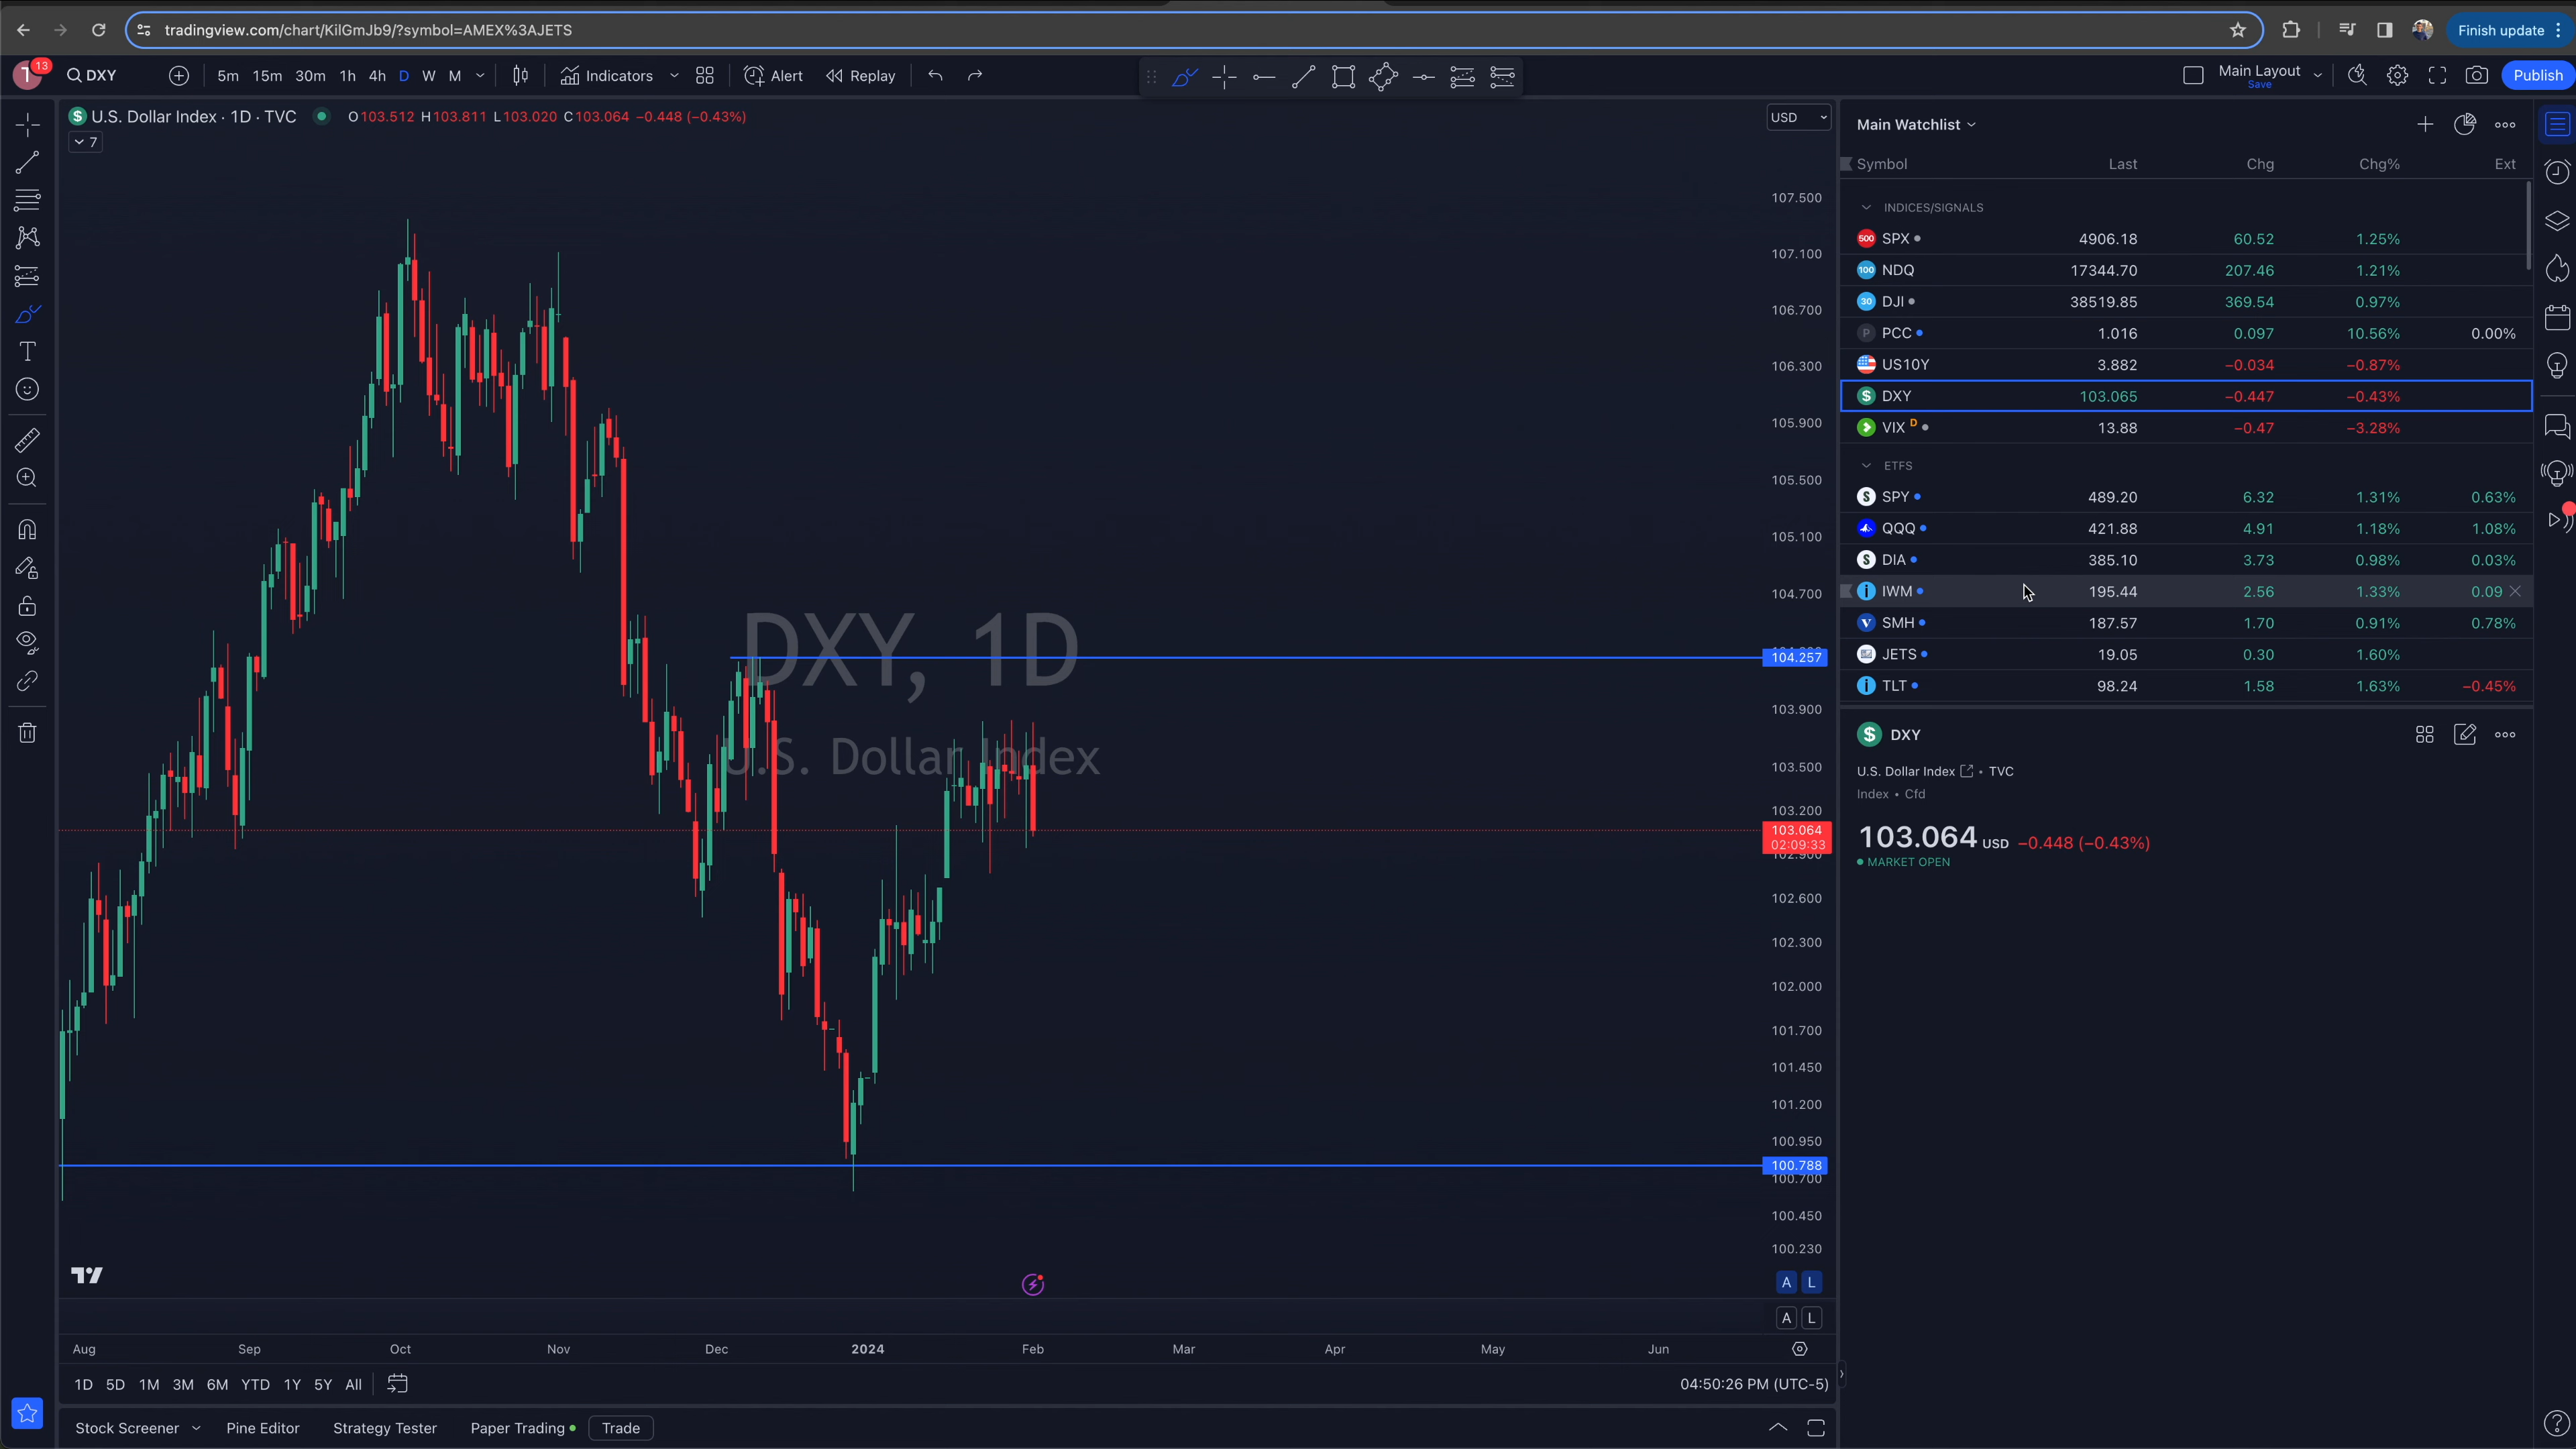 tradingview.com/chart/KilGmJb9/?symbol=AMEX%3AJETS
Finish update
13
DXY 5m 15m 30m 1h 4h D W M Indicators Alert Replay Main Layout Save Publish
U.S. Dollar Index · 1D · TVC O103.512 H103.811 L103.020 C103.064 −0.448 (−0.43%)
7
USD
107.500
107.100
106.700
106.300
105.900
105.500
105.100
104.700
104.257
103.900
103.500
103.200
103.064
02:09:33
102.900
102.600
102.300
102.000
101.700
101.450
101.200
100.950
100.788
100.700
100.450
100.230
DXY, 1D
U.S. Dollar Index
A L
A L
Aug Sep Oct Nov Dec 2024 Feb Mar Apr May Jun
1D 5D 1M 3M 6M YTD 1Y 5Y All 04:50:26 PM (UTC-5)
Stock Screener Pine Editor Strategy Tester Paper Trading Trade
Main Watchlist
Symbol Last Chg Chg% Ext
INDICES/SIGNALS
500 SPX 4906.18 60.52 1.25%
100 NDQ 17344.70 207.46 1.21%
30 DJI 38519.85 369.54 0.97%
P PCC 1.016 0.097 10.56% 0.00%
US10Y 3.882 −0.034 −0.87%
$ DXY 103.065 −0.447 −0.43%
VIX D 13.88 −0.47 −3.28%
ETFS
S SPY 489.20 6.32 1.31% 0.63%
QQQ 421.88 4.91 1.18% 1.08%
S DIA 385.10 3.73 0.98% 0.03%
i IWM 195.44 2.56 1.33% 0.09
V SMH 187.57 1.70 0.91% 0.78%
JETS 19.05 0.30 1.60%
i TLT 98.24 1.58 1.63% −0.45%
$ DXY
U.S. Dollar Index • TVC
Index • Cfd
103.064 USD −0.448 (−0.43%)
MARKET OPEN